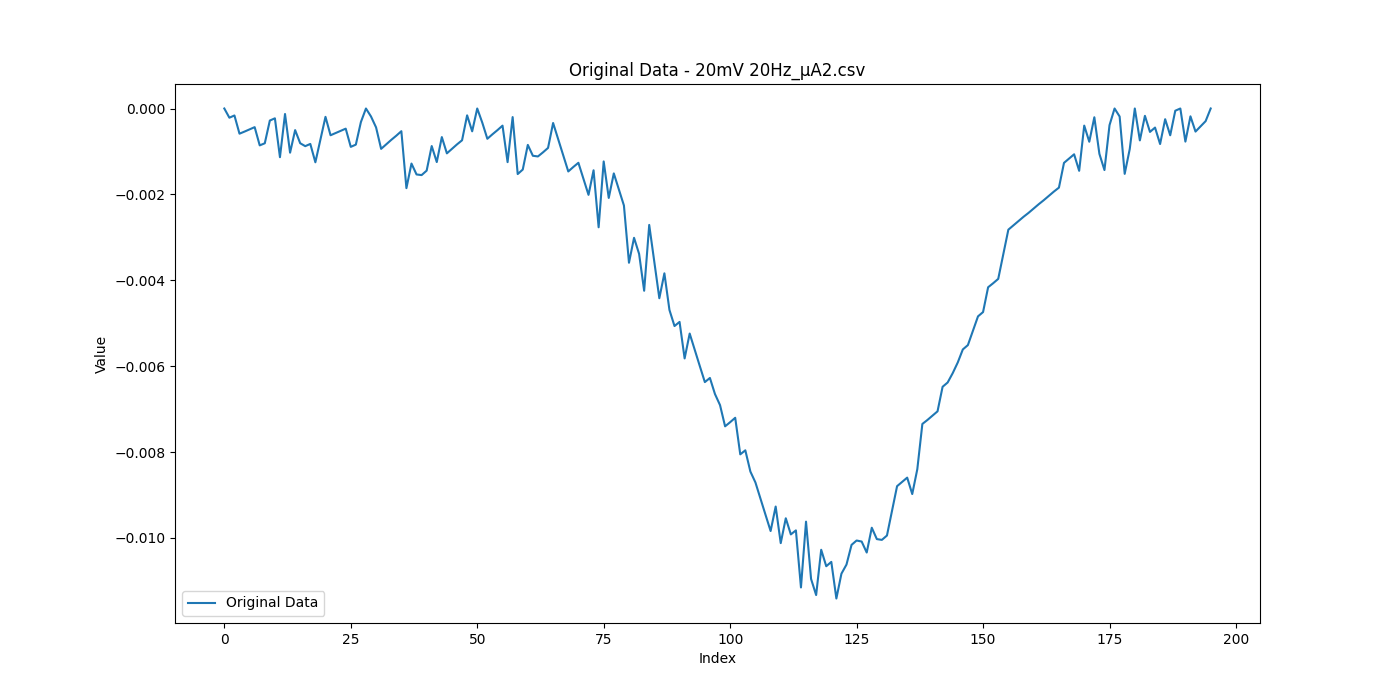 Original Data - 20mV 20Hz_μA2.csv
0.000
−0.002
−0.004
−0.006
−0.008
−0.010
Value
Original Data
0 25 50 75 100 125 150 175 200
Index